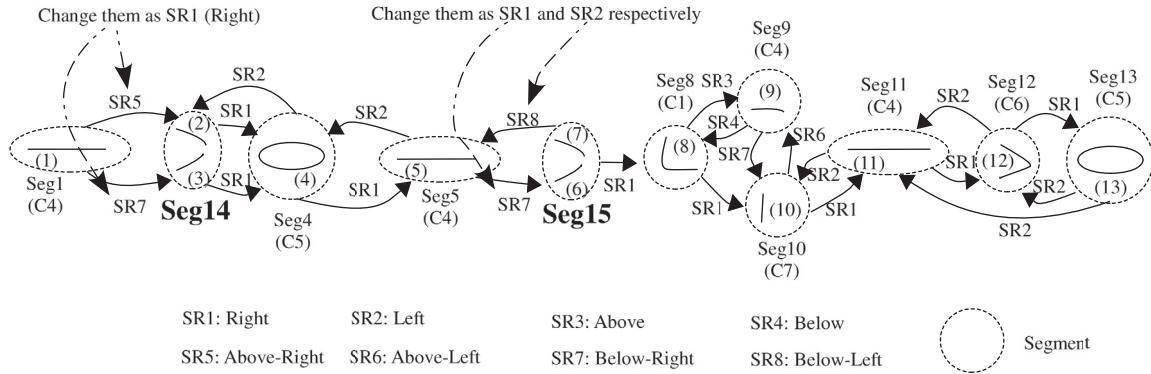 Change them as SR1 (Right)
Change them as SR1 and SR2 respectively
Seg9
(C4)
Seg8
(C1)
SR3
(9)
Seg11
(C4)
Seg12
(C6)
Seg13
(C5)
SR5
SR2
(2)
SR1
SR2
SR8
(7)
SR4
SR6
SR2
SR1
(1)
(4)
(5)
(8)
SR7
(11)
SR1
(12)
(13)
Seg1
(C4)
SR7
(3)
SR1
SR1
Seg5
(C4)
SR7
(6)
SR1
SR2
SR2
Seg14
Seg4
(C5)
Seg15
SR1
(10)
SR1
SR2
Seg10
(C7)
SR1: Right
SR2: Left
SR3: Above
SR4: Below
SR5: Above-Right
SR6: Above-Left
SR7: Below-Right
SR8: Below-Left
Segment